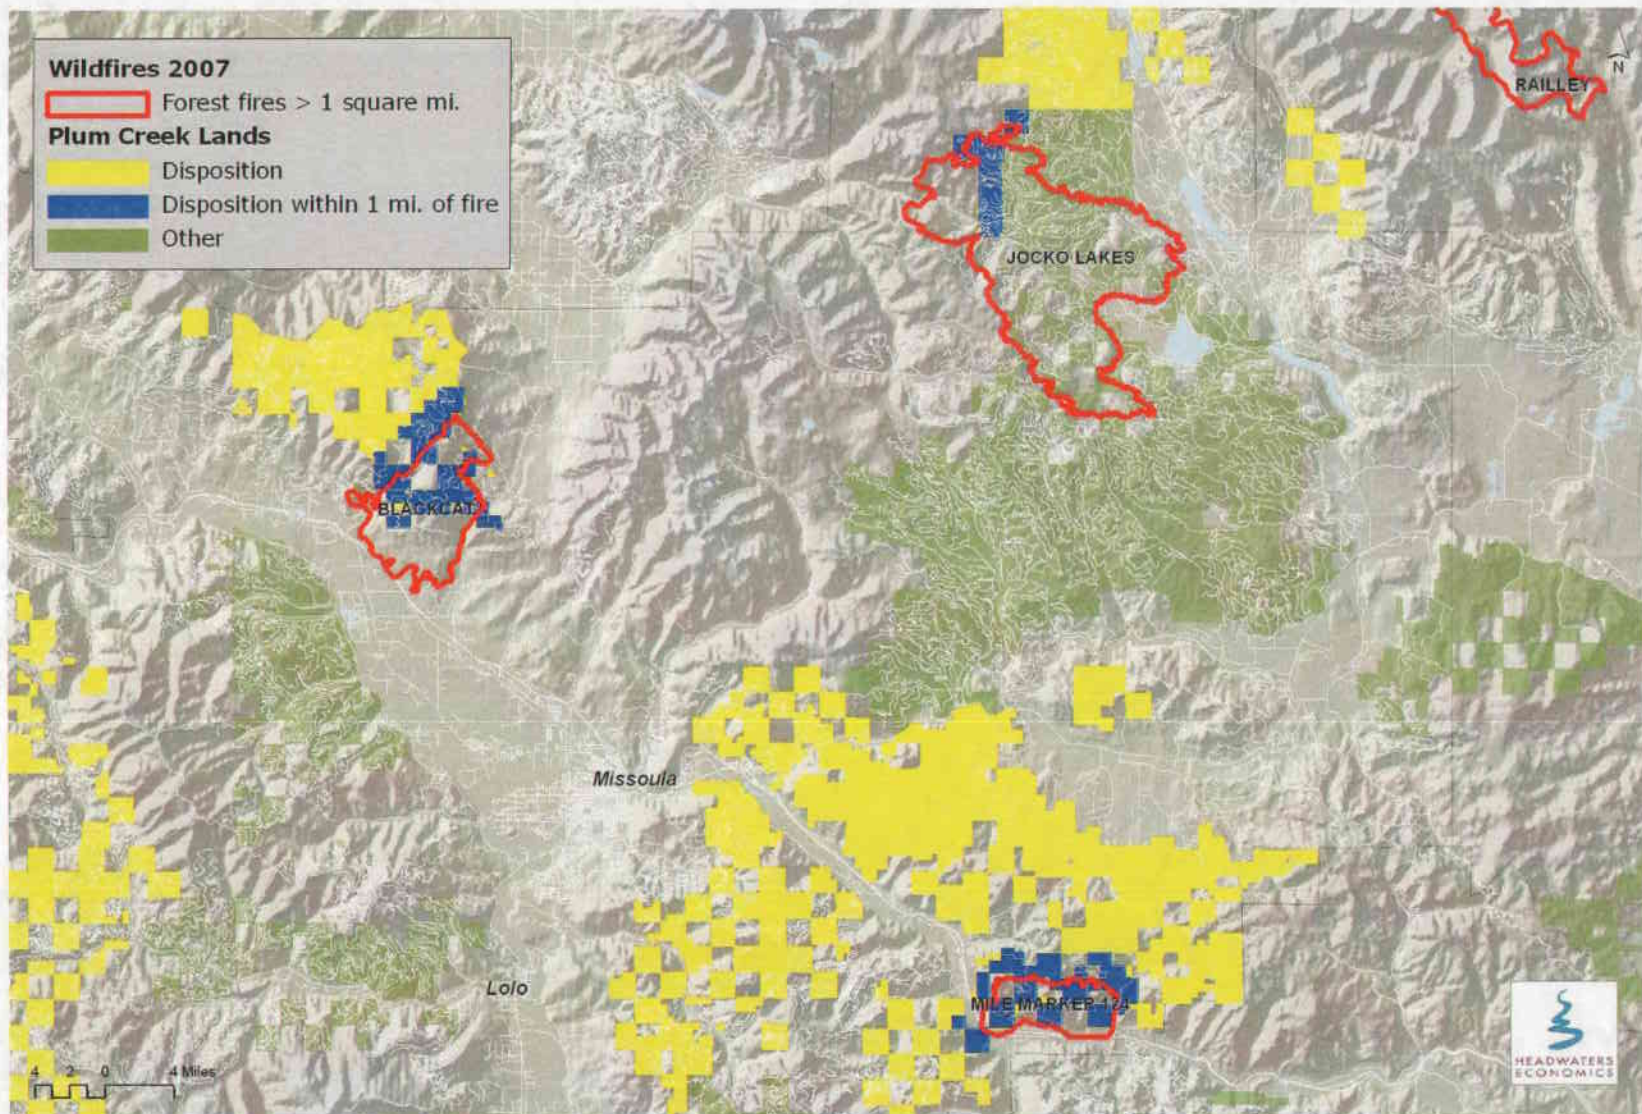 Wildfires 2007
Forest fires > 1 square mi.
Plum Creek Lands
Disposition
Disposition within 1 mi. of fire
Other
N
RAILLEY
JOCKO LAKES
BLACKCAT
Missoula
Lolo
MILE MARKER 124
4 2 0 4 Miles
HEADWATERS
ECONOMICS